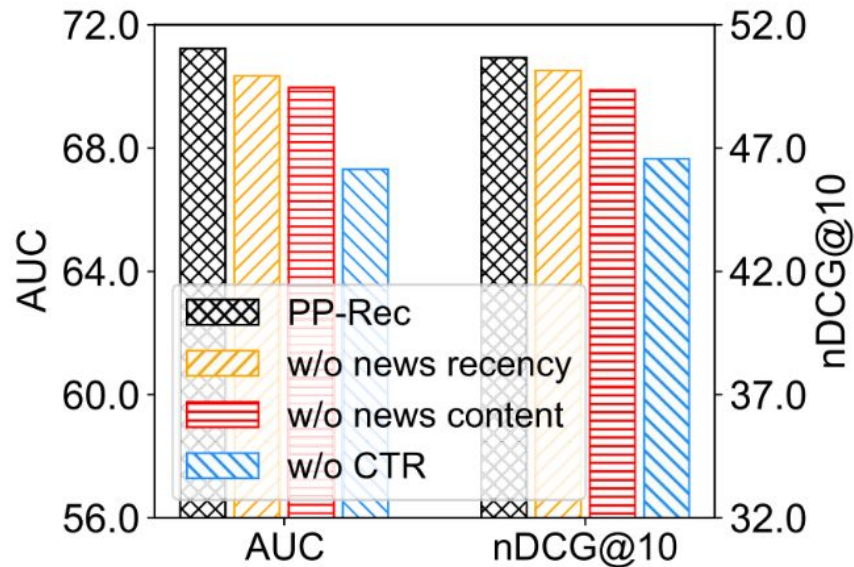 72.0
68.0
64.0
60.0
56.0
AUC
52.0
47.0
42.0
37.0
32.0
nDCG@10
PP-Rec
w/o news recency
w/o news content
w/o CTR
AUC
nDCG@10